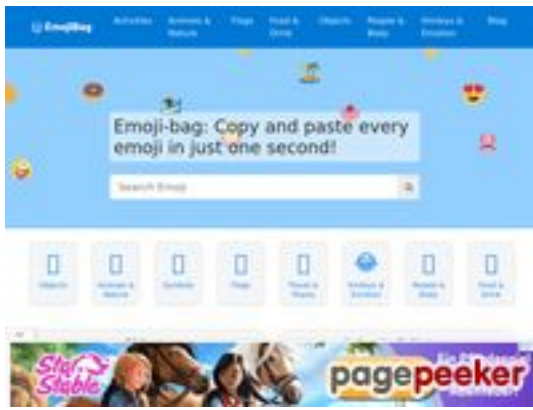 EmojiBag
Activities
Animals &
Nature
Flags
Food &
Drink
Objects
People &
Body
Smileys &
Emotion
Blog
Emoji-bag: Copy and paste every
emoji in just one second!
Search Emoji
Objects
Animals &
Nature
Symbols
Flags
Travel &
Places
Smileys &
Emotion
People &
Body
Food &
Drink
Star
Stable
pagepeeker